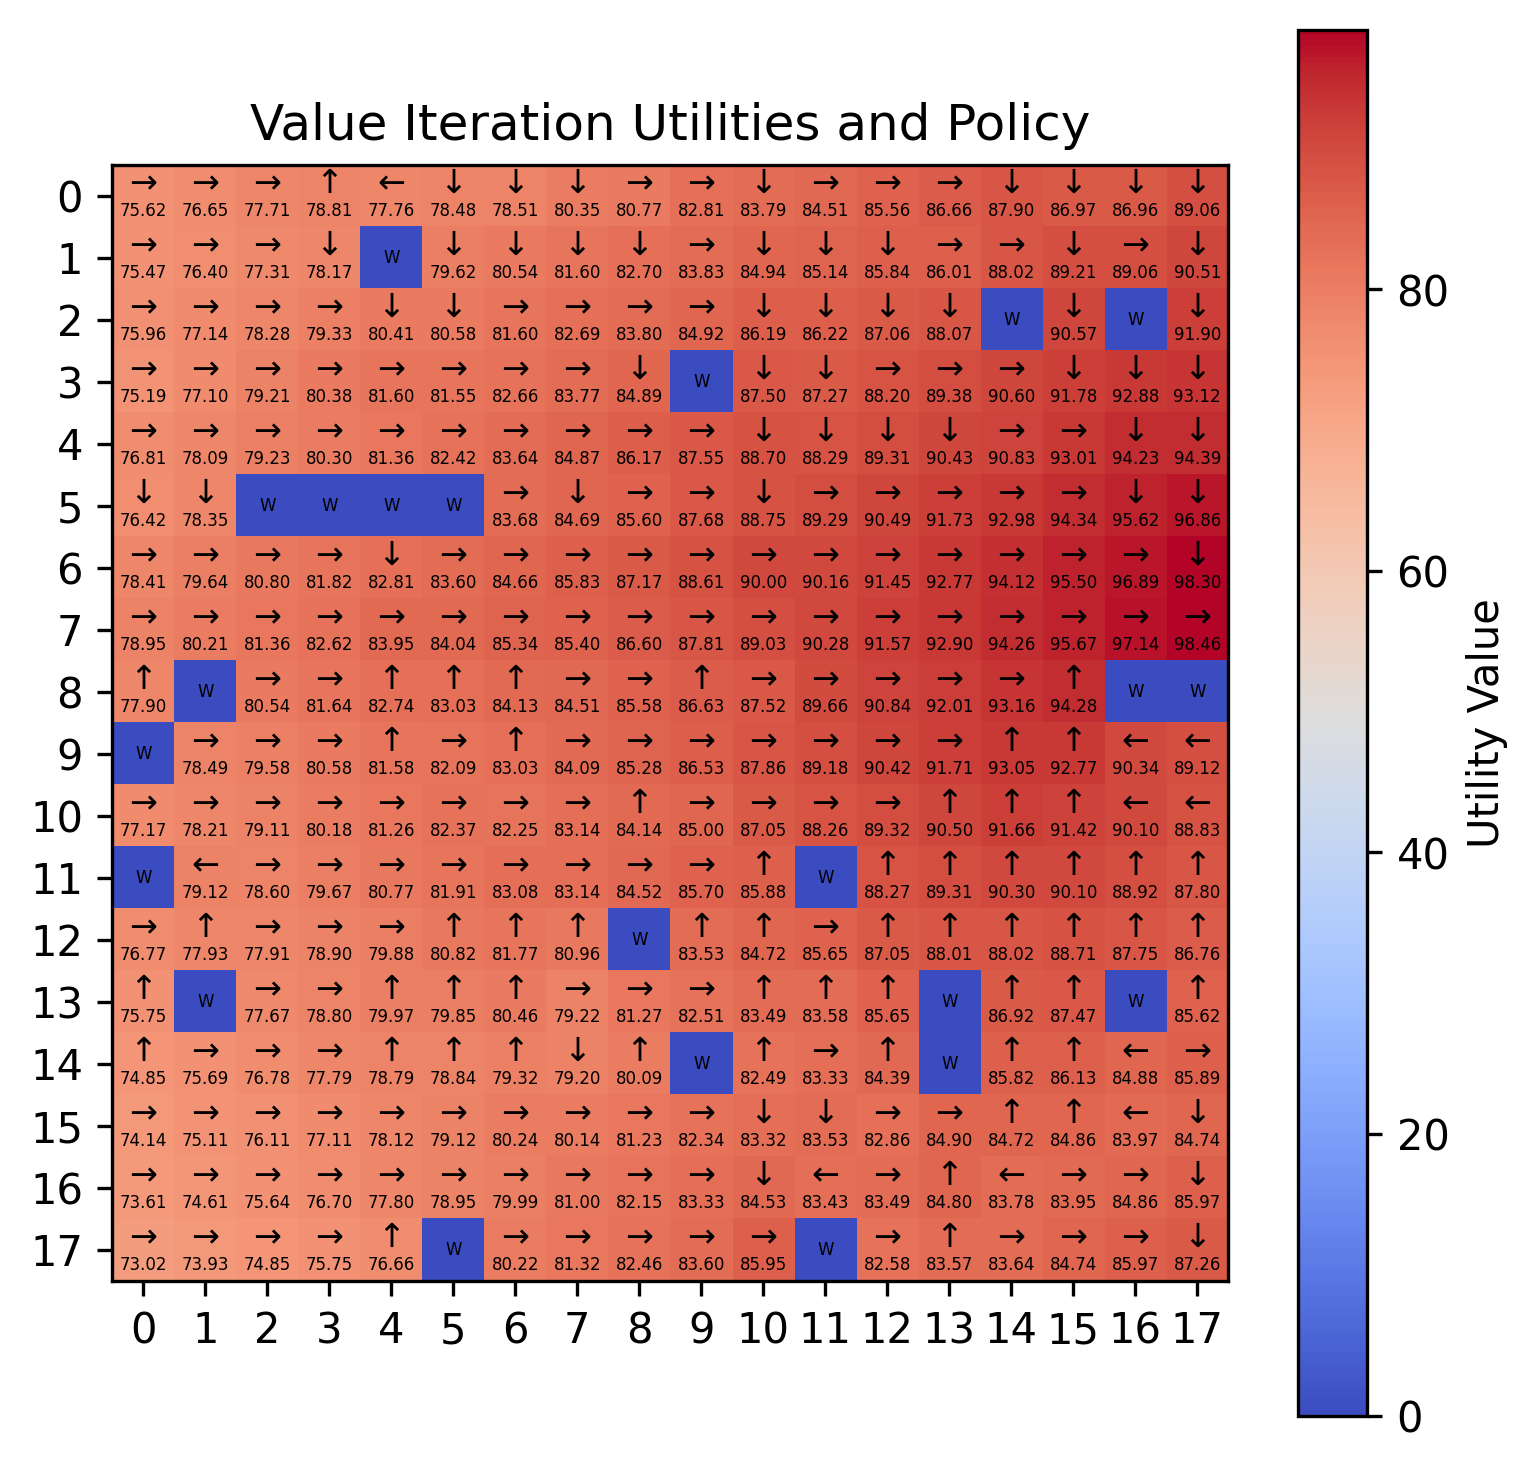 Value Iteration Utilities and Policy
0 → → → ↑ ← ↓ ↓ ↓ → → ↓ → → → ↓ ↓ ↓ ↓
75.62 76.65 77.71 78.81 77.76 78.48 78.51 80.35 80.77 82.81 83.79 84.51 85.56 86.66 87.90 86.97 86.96 89.06
1 → → → ↓ W ↓ ↓ ↓ ↓ → ↓ ↓ ↓ → → ↓ → ↓
75.47 76.40 77.31 78.17 79.62 80.54 81.60 82.70 83.83 84.94 85.14 85.84 86.01 88.02 89.21 89.06 90.51
2 → → → → ↓ ↓ → → → → ↓ ↓ ↓ ↓ W ↓ W ↓
75.96 77.14 78.28 79.33 80.41 80.58 81.60 82.69 83.80 84.92 86.19 86.22 87.06 88.07 90.57 91.90
3 → → → → → → → → ↓ W ↓ ↓ → → → ↓ ↓ ↓
75.19 77.10 79.21 80.38 81.60 81.55 82.66 83.77 84.89 87.50 87.27 88.20 89.38 90.60 91.78 92.88 93.12
4 → → → → → → → → → → ↓ ↓ ↓ ↓ → → ↓ ↓
76.81 78.09 79.23 80.30 81.36 82.42 83.64 84.87 86.17 87.55 88.70 88.29 89.31 90.43 90.83 93.01 94.23 94.39
5 ↓ ↓ W W W W → ↓ → → ↓ → → → → → ↓ ↓
76.42 78.35 83.68 84.69 85.60 87.68 88.75 89.29 90.49 91.73 92.98 94.34 95.62 96.86
6 → → → → ↓ → → → → → → → → → → → → ↓
78.41 79.64 80.80 81.82 82.81 83.60 84.66 85.83 87.17 88.61 90.00 90.16 91.45 92.77 94.12 95.50 96.89 98.30
7 → → → → → → → → → → → → → → → → → →
78.95 80.21 81.36 82.62 83.95 84.04 85.34 85.40 86.60 87.81 89.03 90.28 91.57 92.90 94.26 95.67 97.14 98.46
8 ↑ W → → ↑ ↑ ↑ → → ↑ → → → → → ↑ W W
77.90 80.54 81.64 82.74 83.03 84.13 84.51 85.58 86.63 87.52 89.66 90.84 92.01 93.16 94.28
9 W → → → ↑ → ↑ → → → → → → → ↑ ↑ ← ←
78.49 79.58 80.58 81.58 82.09 83.03 84.09 85.28 86.53 87.86 89.18 90.42 91.71 93.05 92.77 90.34 89.12
10 → → → → → → → → ↑ → → → → ↑ ↑ ↑ ← ←
77.17 78.21 79.11 80.18 81.26 82.37 82.25 83.14 84.14 85.00 87.05 88.26 89.32 90.50 91.66 91.42 90.10 88.83
11 W ← → → → → → → → → ↑ W ↑ ↑ ↑ ↑ ↑ ↑
79.12 78.60 79.67 80.77 81.91 83.08 83.14 84.52 85.70 85.88 88.27 89.31 90.30 90.10 88.92 87.80
12 → ↑ → → → ↑ ↑ ↑ W ↑ ↑ → ↑ ↑ ↑ ↑ ↑ ↑
76.77 77.93 77.91 78.90 79.88 80.82 81.77 80.96 83.53 84.72 85.65 87.05 88.01 88.02 88.71 87.75 86.76
13 ↑ W → → ↑ ↑ ↑ → → → ↑ ↑ ↑ W ↑ ↑ W ↑
75.75 77.67 78.80 79.97 79.85 80.46 79.22 81.27 82.51 83.49 83.58 85.65 86.92 87.47 85.62
14 ↑ → → → ↑ ↑ ↑ ↓ ↑ W ↑ → ↑ W ↑ ↑ ← →
74.85 75.69 76.78 77.79 78.79 78.84 79.32 79.20 80.09 82.49 83.33 84.39 85.82 86.13 84.88 85.89
15 → → → → → → → → → → ↓ ↓ → → ↑ ↑ ← ↓
74.14 75.11 76.11 77.11 78.12 79.12 80.24 80.14 81.23 82.34 83.32 83.53 82.86 84.90 84.72 84.86 83.97 84.74
16 → → → → → → → → → → ↓ ← → ↑ ← → → ↓
73.61 74.61 75.64 76.70 77.80 78.95 79.99 81.00 82.15 83.33 84.53 83.43 83.49 84.80 83.78 83.95 84.86 85.97
17 → → → → ↑ W → → → → → W → ↑ → → → ↓
73.02 73.93 74.85 75.75 76.66 80.22 81.32 82.46 83.60 85.95 82.58 83.57 83.64 84.74 85.97 87.26
0 1 2 3 4 5 6 7 8 9 10 11 12 13 14 15 16 17
80
60
40
20
0
Utility Value